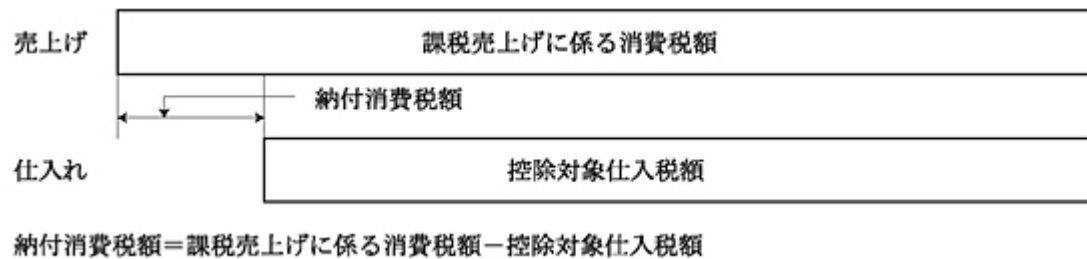 売上げ 課税売上げに係る消費税額
納付消費税額
仕入れ 控除対象仕入税額
納付消費税額＝課税売上げに係る消費税額－控除対象仕入税額